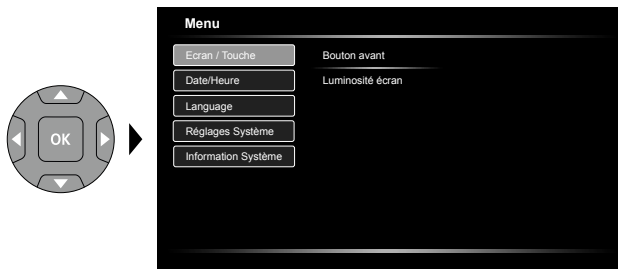 Menu
Ecran / Touche
Bouton avant
Date/Heure
Luminosité écran
Language
OK
Réglages Système
Information Système